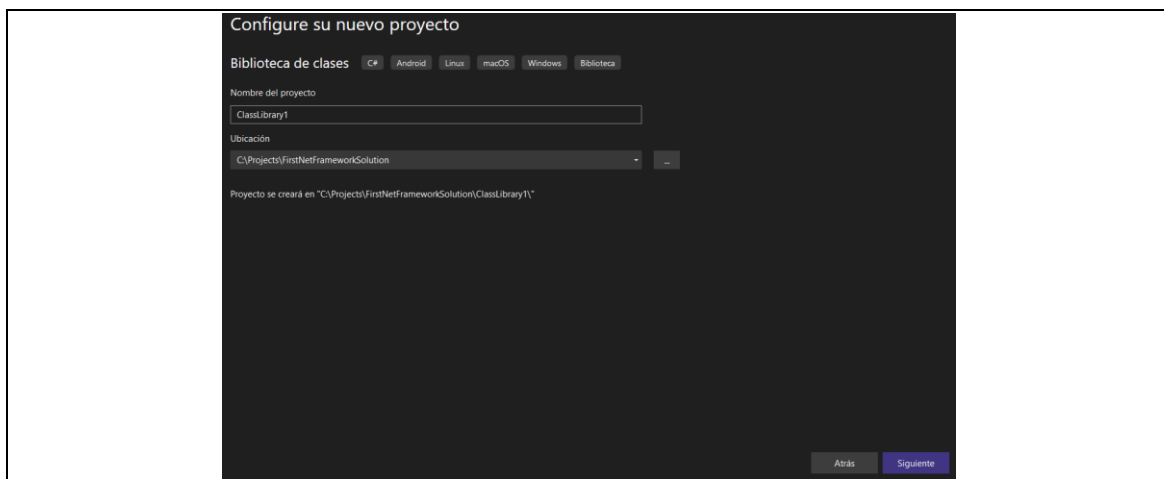 Configure su nuevo proyecto
Biblioteca de clases C# Android Linux macOS Windows Biblioteca
Nombre del proyecto
ClassLibrary1
Ubicación
C:\Projects\FirstNetFrameworkSolution
...
Proyecto se creará en "C:\Projects\FirstNetFrameworkSolution\ClassLibrary1\"
Atrás Siguiente